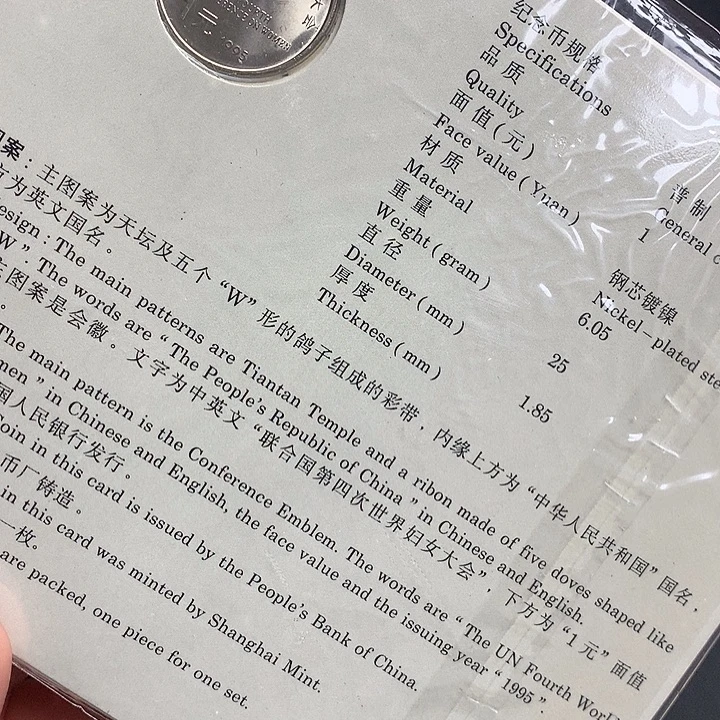 大会
1元
1995
纪念币规格
Specifications
品质 普制
Quality General
面值(元) 1
Face value (Yuan)
材质 钢芯镀镍
Material Nickel-plated
重量 6.05
Weight (gram)
直径 25
Diameter (mm)
厚度 1.85
Thickness (mm)
图案:主图案为天坛及五个“W”形的鸽子组成的彩带,内缘上方为“中华人民共和国”国名,
为英文国名。
The main patterns are Tiantan Temple and a ribon made of five doves shaped like
W”. The words are “The People's Republic of China” in Chinese and English.
主图案是会徽。文字为中英文“联合国第四次世界妇女大会”,下方为“1元”面值
The main pattern is the Conference Emblem. The words are “The UN Fourth
” in Chinese and English, the face value and the issuing year “1995”.
国人民银行发行。
Coin in this card is issued by the People's Bank of China.
币厂铸造。
in this card was minted by Shanghai Mint.
一枚。
are packed, one piece for one set.